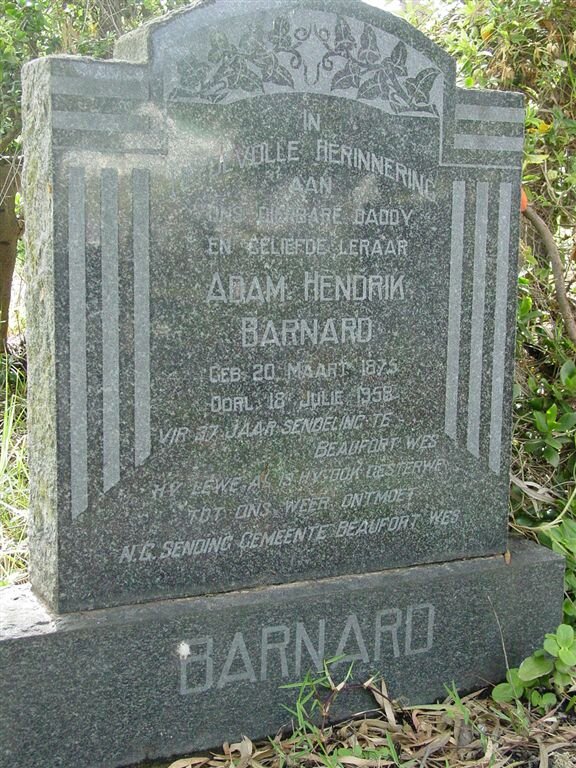 IN
LIEFDEVOLLE HERINNERING
AAN
ONS DIERBARE DADDY
EN GELIEFDE LERAAR
ADAM HENDRIK
BARNARD
GEB. 20 MAART 1875
OORL. 18 JULIE 1958
VIR 37 JAAR SENDELING TE
BEAUFORT WES
HY LEWE AL IS HY OOK GESTERWE
TOT ONS WEER ONTMOET
N.G. SENDING GEMEENTE BEAUFORT WES
BARNARD